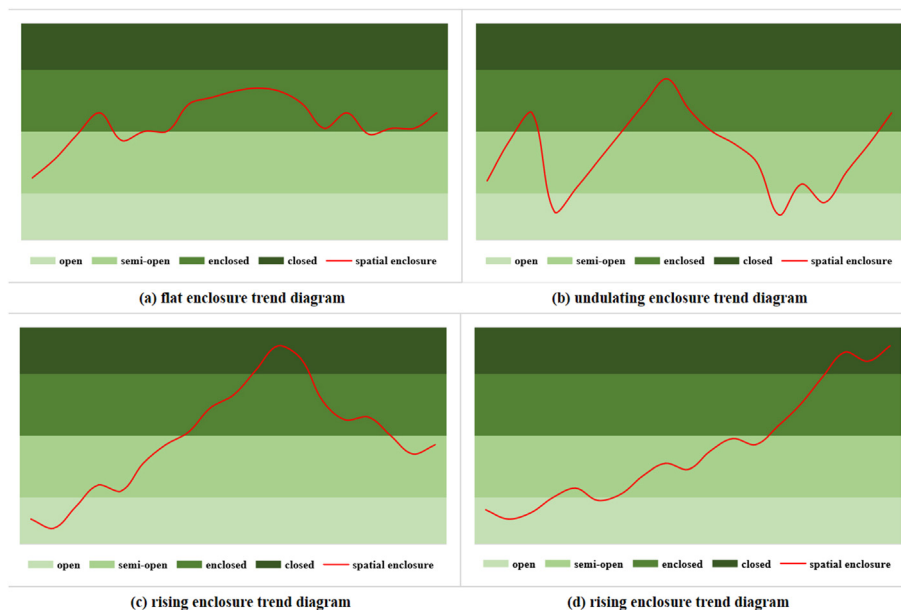 open semi-open enclosed closed spatial enclosure
open semi-open enclosed closed spatial enclosure
(a) flat enclosure trend diagram
(b) undulating enclosure trend diagram
open semi-open enclosed closed spatial enclosure
open semi-open enclosed closed spatial enclosure
(c) rising enclosure trend diagram
(d) rising enclosure trend diagram